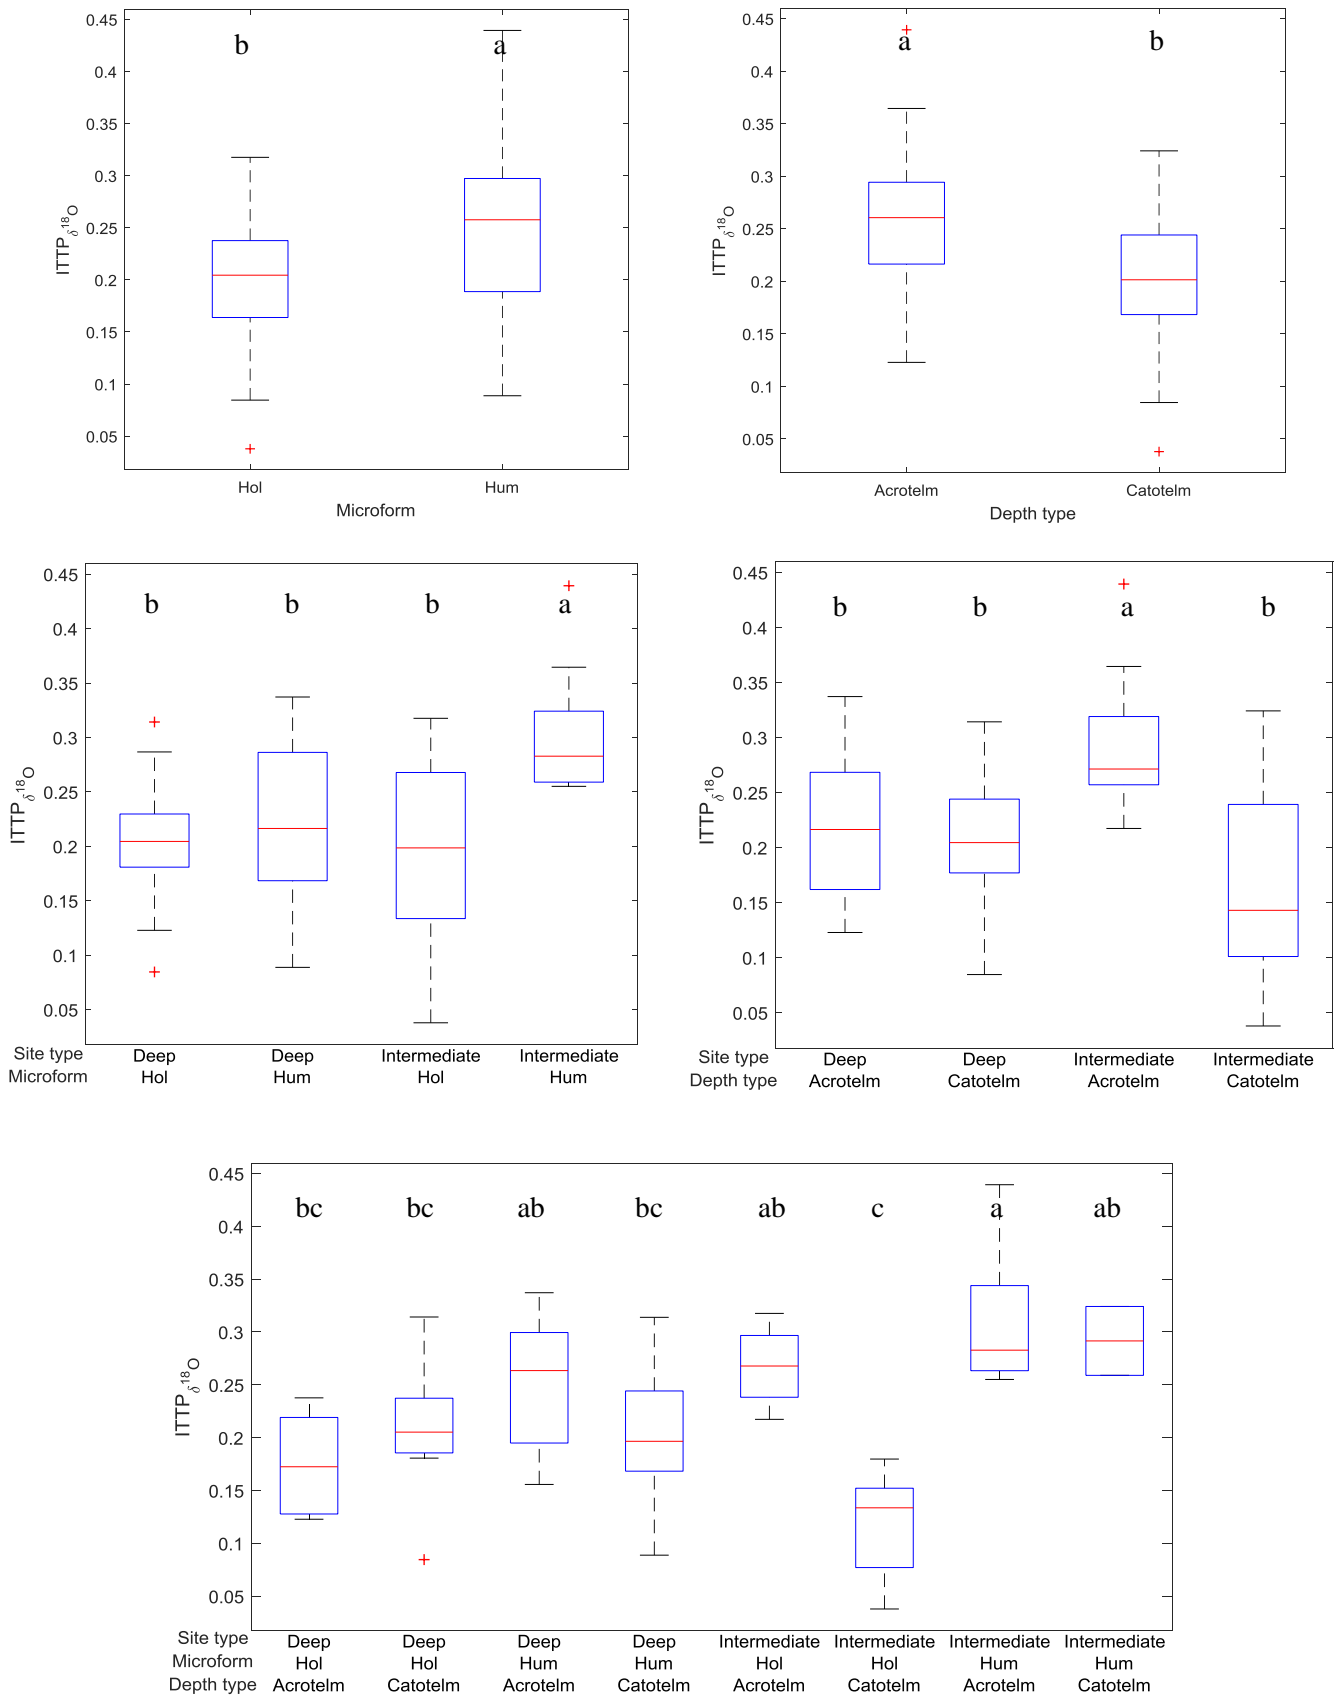 0.45
0.4
0.35
0.3
0.25
0.2
0.15
0.1
0.05
ITTPδ18O
b a
Hol Hum
Microform
0.45
0.4
0.35
0.3
0.25
0.2
0.15
0.1
0.05
ITTPδ18O
a b
Acrotelm Catotelm
Depth type
0.45
0.4
0.35
0.3
0.25
0.2
0.15
0.1
0.05
ITTPδ18O
b b b a
Site type Deep Deep Intermediate Intermediate
Microform Hol Hum Hol Hum
0.45
0.4
0.35
0.3
0.25
0.2
0.15
0.1
0.05
ITTPδ18O
b b a b
Site type Deep Deep Intermediate Intermediate
Depth type Acrotelm Catotelm Acrotelm Catotelm
0.45
0.4
0.35
0.3
0.25
0.2
0.15
0.1
0.05
ITTPδ18O
bc bc ab bc ab c a ab
Site type Deep Deep Deep Deep Intermediate Intermediate Intermediate Intermediate
Microform Hol Hol Hum Hum Hol Hol Hum Hum
Depth type Acrotelm Catotelm Acrotelm Catotelm Acrotelm Catotelm Acrotelm Catotelm